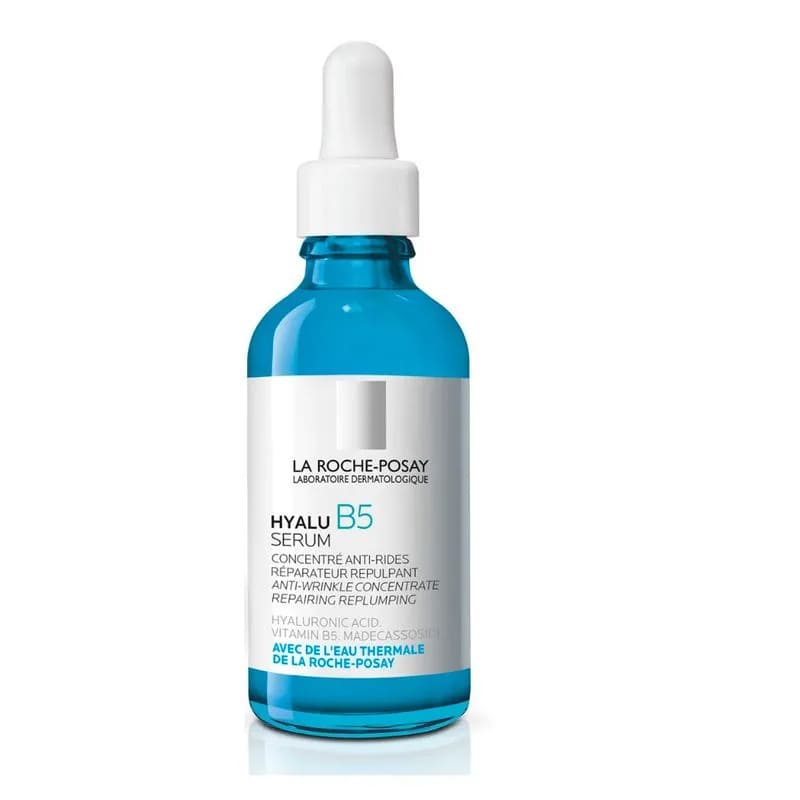 LA ROCHE-POSAY
LABORATOIRE DERMATOLOGIQUE
HYALU B5
SERUM
CONCENTRÉ ANTI-RIDES
RÉPARATEUR REPULPANT
ANTI-WRINKLE CONCENTRATE
REPAIRING REPLUMPING
HYALURONIC ACID.
VITAMIN B5.
AVEC DE L'EAU THERMALE
DE LA ROCHE-POSAY